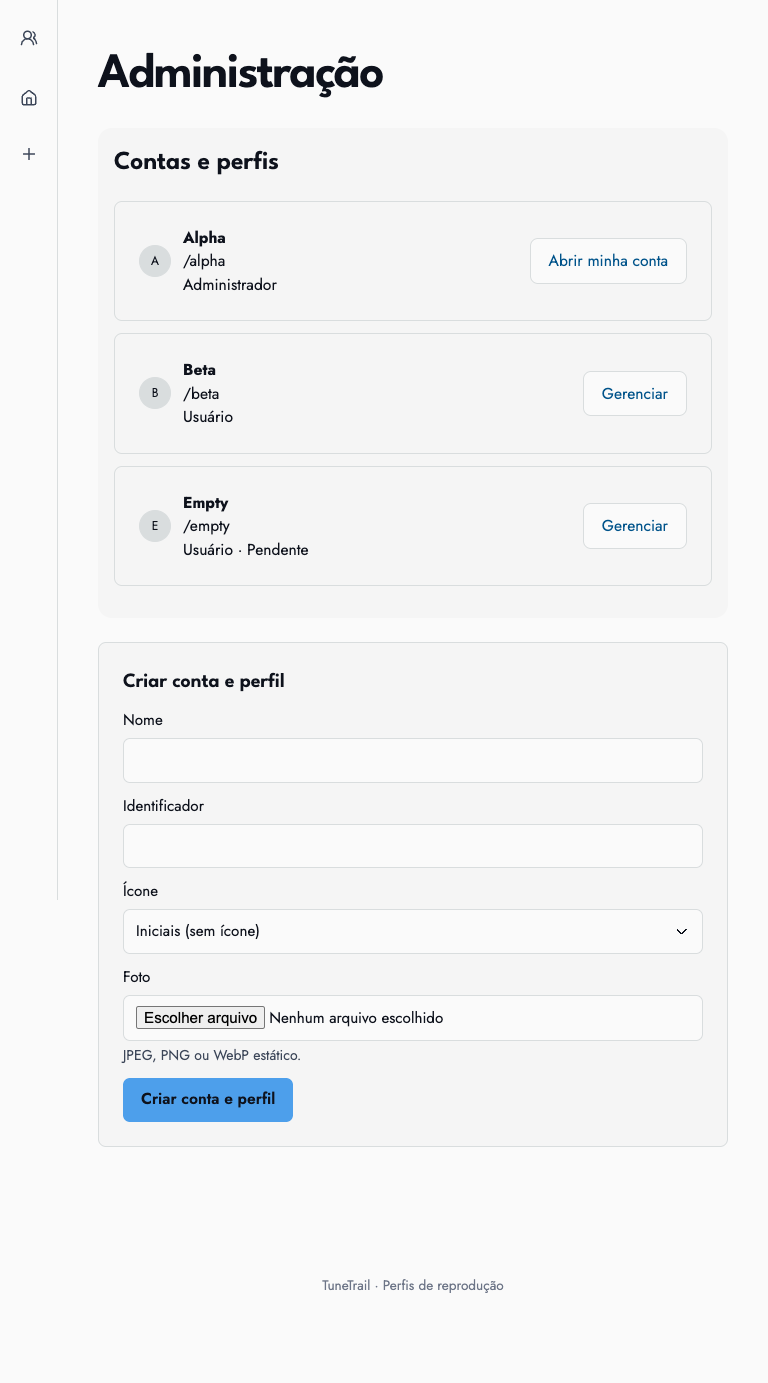 Administração
Contas e perfis
A
Alpha
/alpha
Administrador
Abrir minha conta
B
Beta
/beta
Usuário
Gerenciar
E
Empty
/empty
Usuário · Pendente
Gerenciar
Criar conta e perfil
Nome
Identificador
Ícone
Iniciais (sem ícone)
Foto
Escolher arquivo Nenhum arquivo escolhido
JPEG, PNG ou WebP estático.
Criar conta e perfil
TuneTrail · Perfis de reprodução